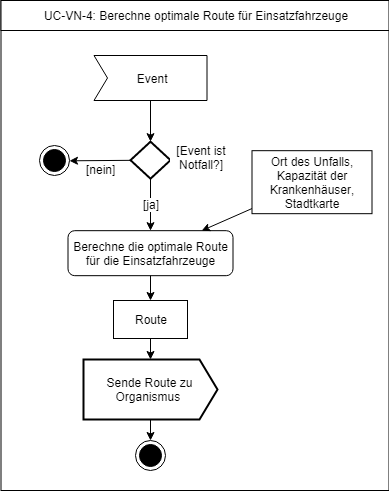 UC-VN-4: Berechne optimale Route für Einsatzfahrzeuge
Event
[Event ist
Notfall?]
[nein]
Ort des Unfalls,
Kapazität der
Krankenhäuser,
Stadtkarte
[ja]
Berechne die optimale Route
für die Einsatzfahrzeuge
Route
Sende Route zu
Organismus